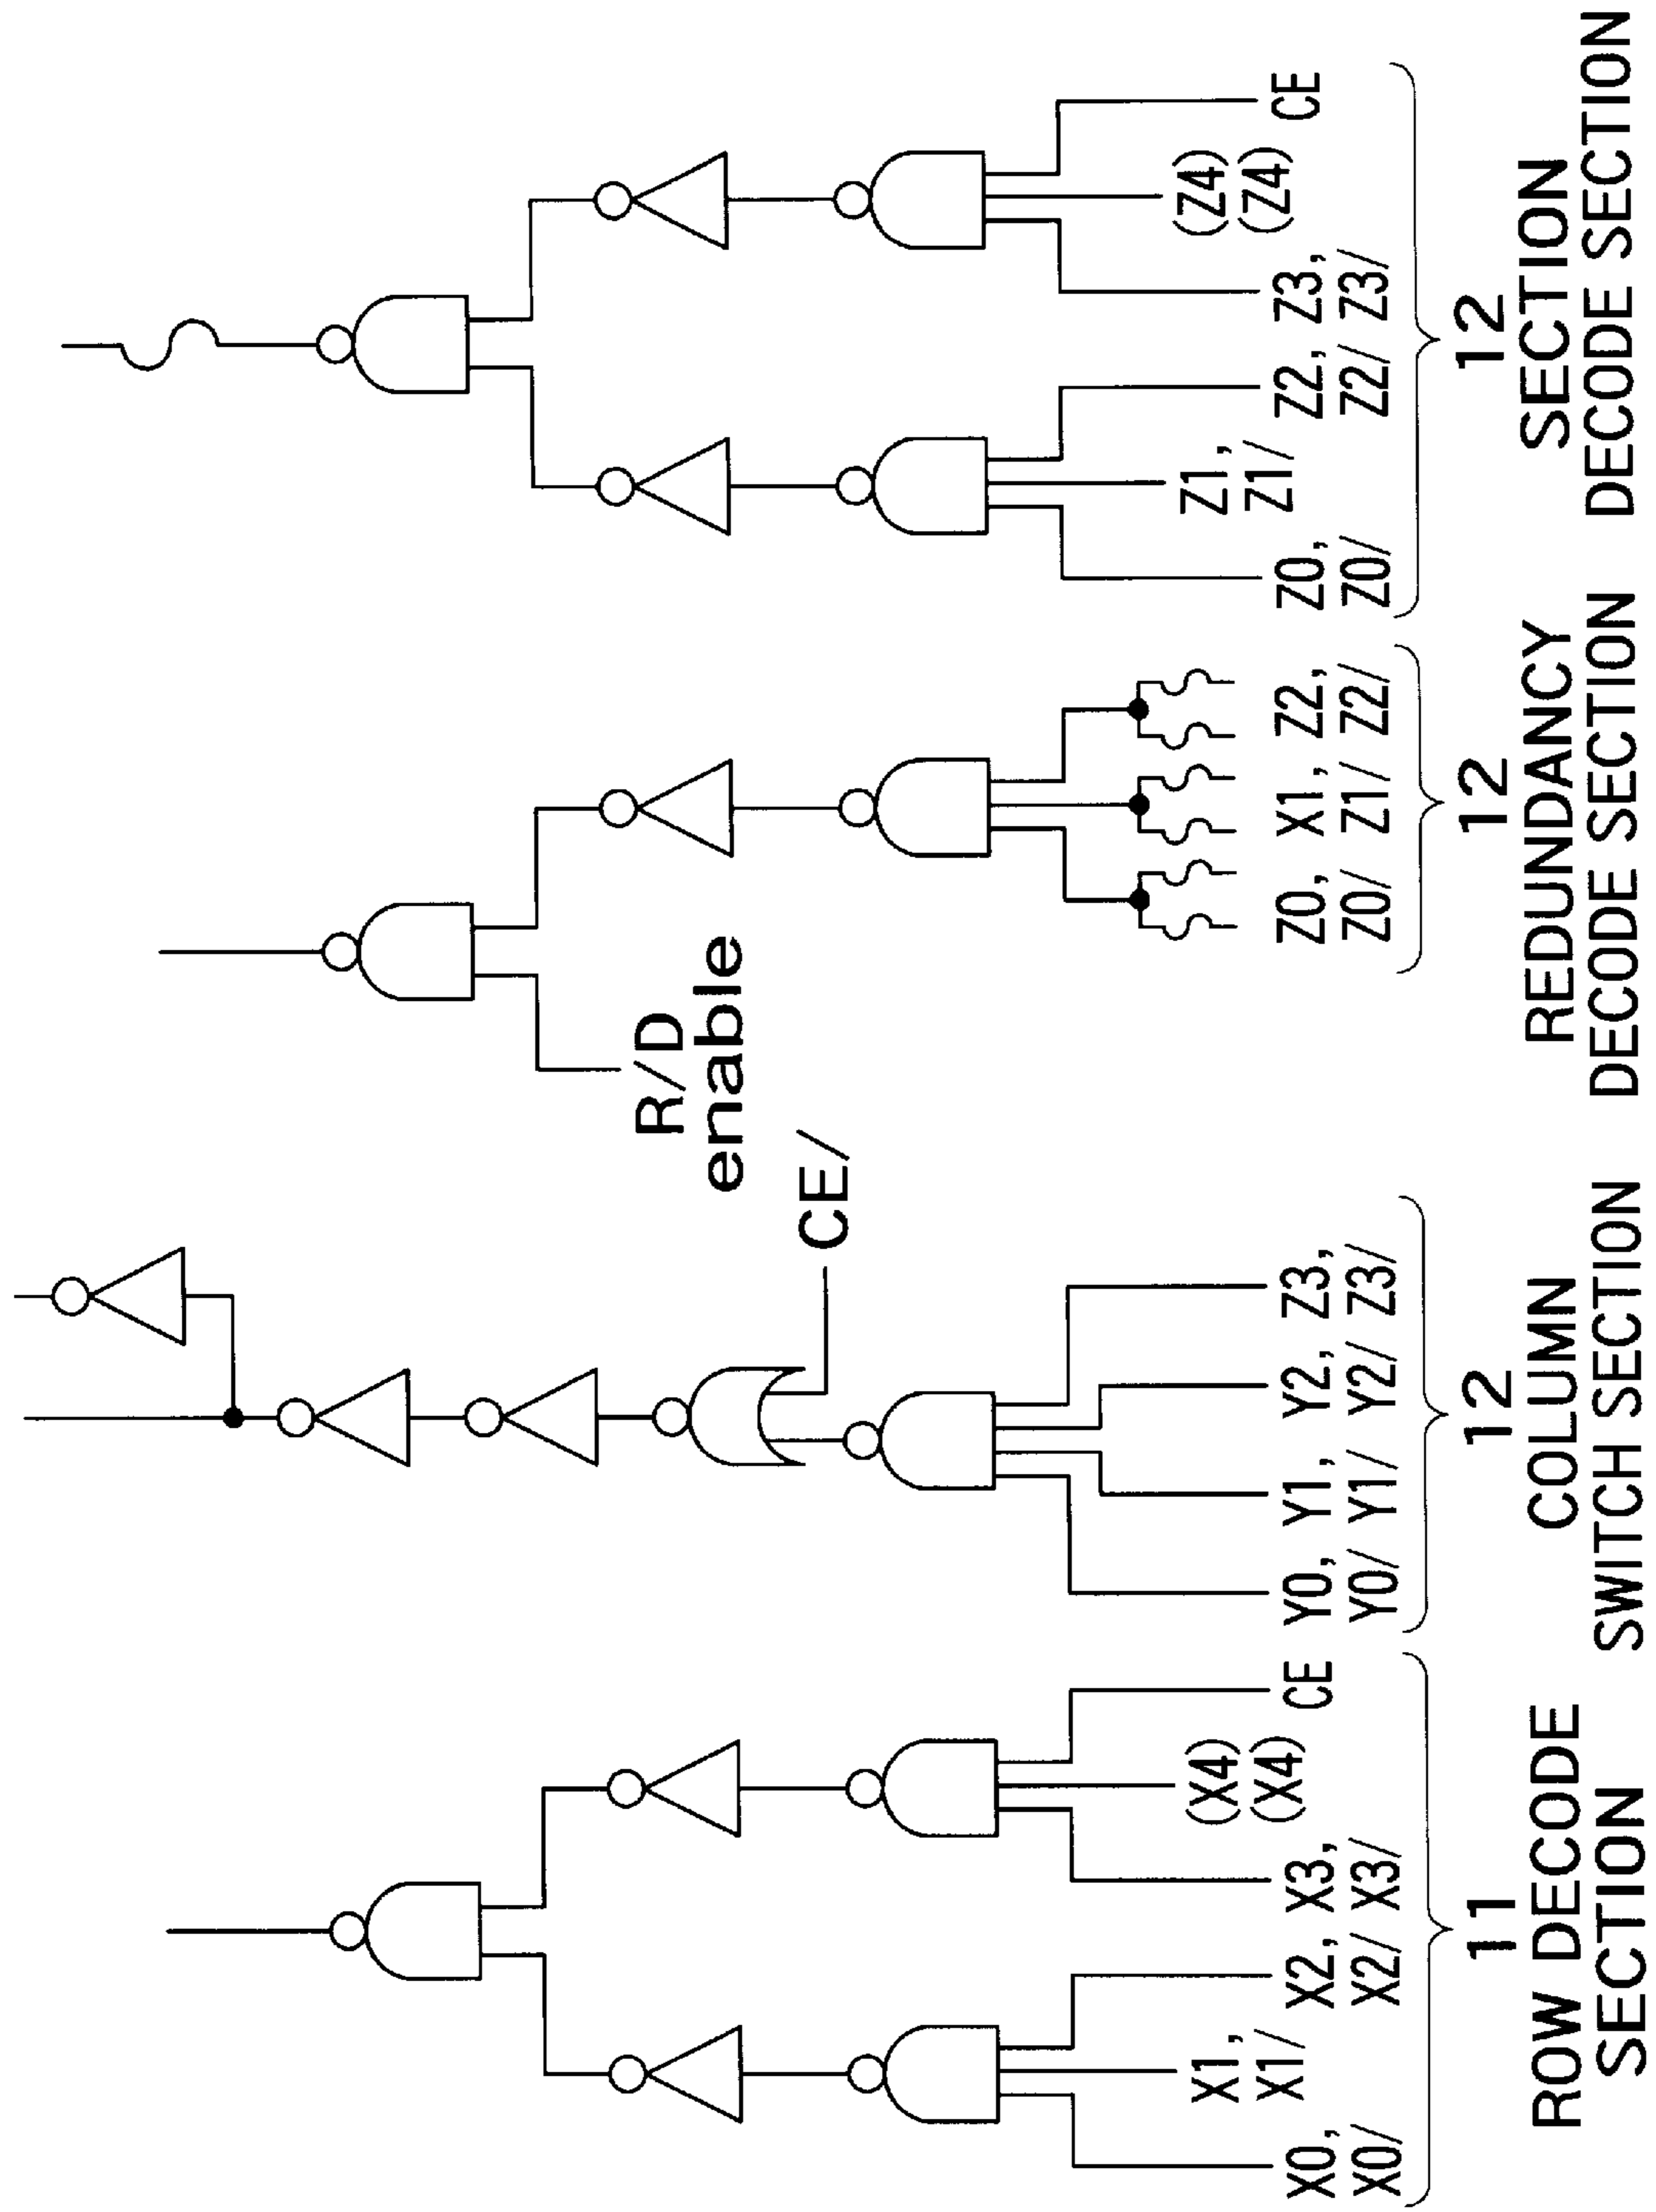 R/D
enable
CE/
X0,
X0/
X1,
X1/
X2, X3,
X2/ X3/
(X4)
(X4)
CE
11
ROW DECODE
SECTION
Y0, Y1, Y2, Z3,
Y0/ Y1/ Y2/ Z3/
12
COLUMN
SWITCH SECTION
Z0, X1, Z2,
Z0/ Z1/ Z2/
12
REDUNDANCY
DECODE SECTION
Z0,
Z0/
Z1,
Z1/
Z2, Z3,
Z2/ Z3/
(Z4)
(Z4)
CE
12
SECTION
DECODE SECTION